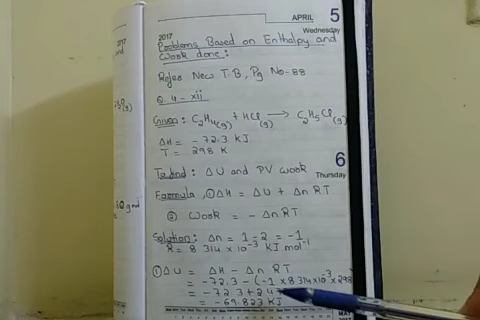 APRIL 5
2017 Wednesday
Problems Based on Enthalpy and
Work done:
New T.B, Pg No-88
Q. 4 - xii
Given: C₂H₄(g) + HCl(g) → C₂H₅Cl(g)
ΔH = -72.3 KJ
T = 298 K
6
Thursday
To find: ΔU and PV work
Formula, ① ΔH = ΔU + Δn RT
② Work = - Δn RT
Solution: Δn = 1 - 2 = -1
R = 8.314 × 10⁻³ KJ mol⁻¹
① ΔU = ΔH - Δn RT
= -72.3 - (-1 × 8.314 × 10⁻³ × 298
= -72.3 + 2.47
= -69.823 KJ